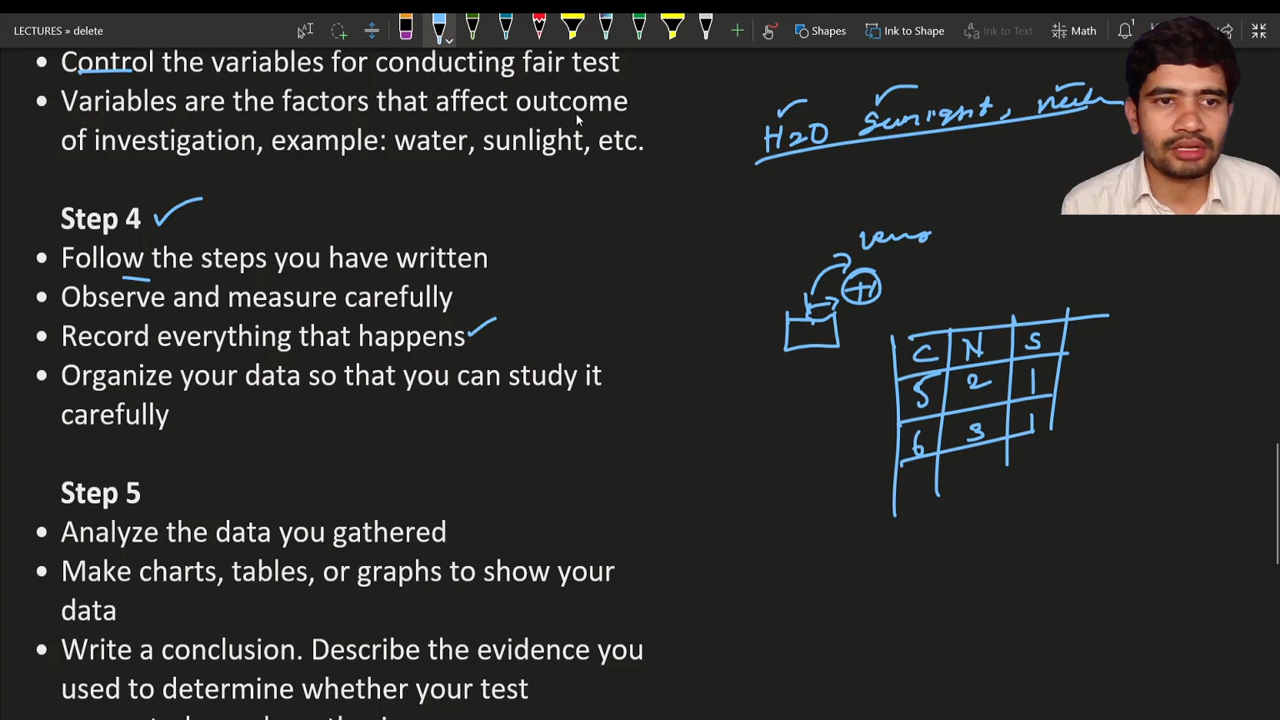 LECTURES » delete
Shapes
Ink to Shape
Ink to Text
Math
• Control the variables for conducting fair test
• Variables are the factors that affect outcome
of investigation, example: water, sunlight, etc.
H2O Sunlight,
Step 4
• Follow the steps you have written
• Observe and measure carefully
• Record everything that happens
• Organize your data so that you can study it
carefully
C N S
5 2 1
6 3 1
Step 5
• Analyze the data you gathered
• Make charts, tables, or graphs to show your
data
• Write a conclusion. Describe the evidence you
used to determine whether your test